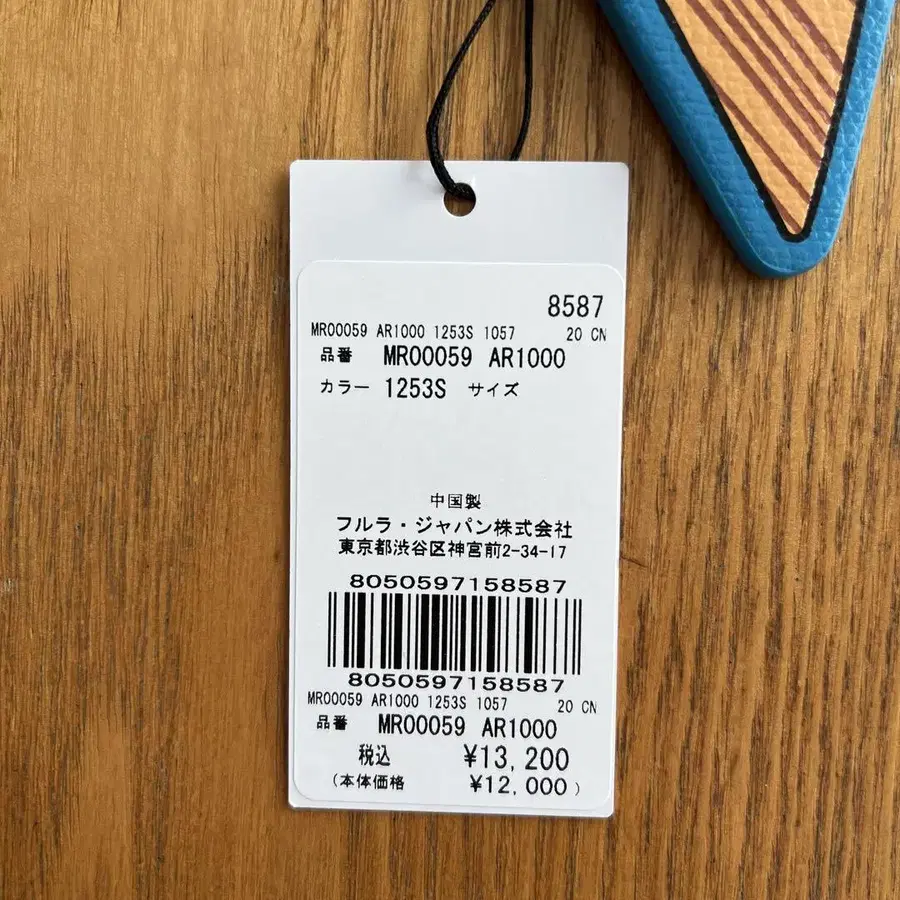 8587
MR00059 AR1000 1253S 1057 20 CN
品番 MR00059 AR1000
カラー 1253S サイズ
中国製
フルラ・ジャパン株式会社
東京都渋谷区神宮前2-34-17
8050597158587
8050597158587
MR00059 AR1000 1253S 1057 20 CN
品番 MR00059 AR1000
税込 ¥13,200
(本体価格 ¥12,000)